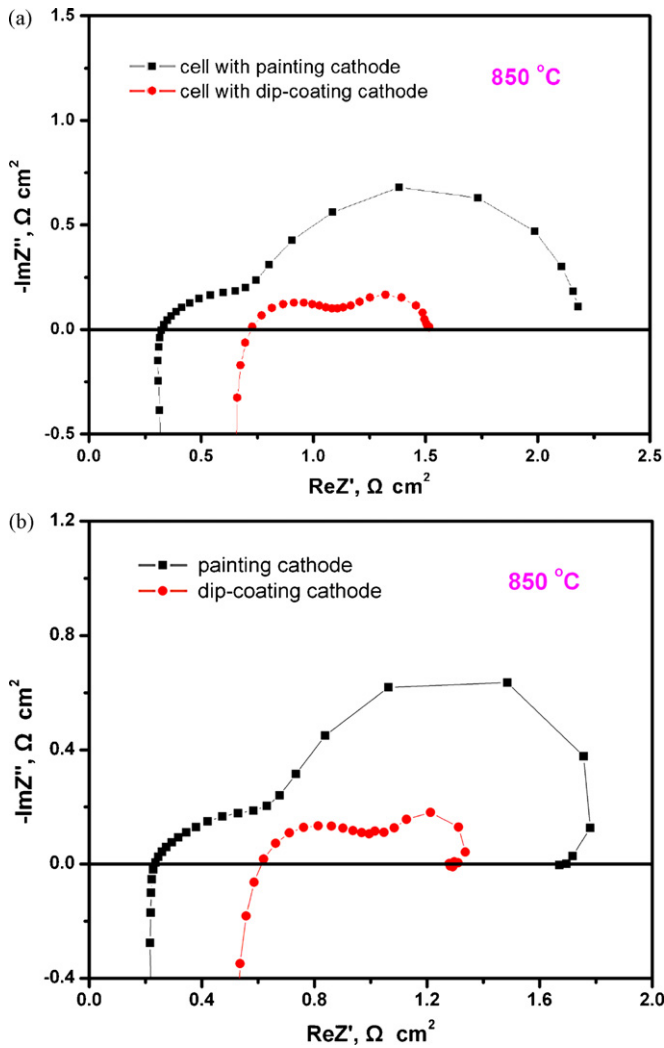 (a)
1.5
1.0
0.5
0.0
-0.5
-ImZ'', Ω cm²
cell with painting cathode
cell with dip-coating cathode
850 °C
0.0 0.5 1.0 1.5 2.0 2.5
ReZ', Ω cm²
(b)
1.2
0.8
0.4
0.0
-0.4
-ImZ'', Ω cm²
painting cathode
dip-coating cathode
850 °C
0.0 0.4 0.8 1.2 1.6 2.0
ReZ', Ω cm²